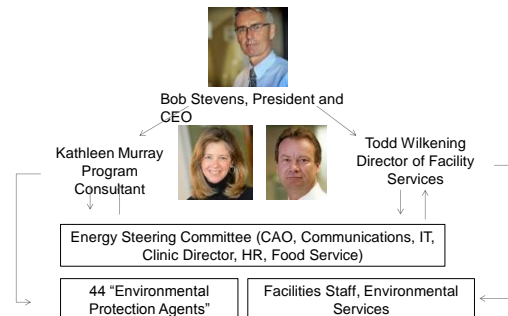 Bob Stevens, President and
CEO
Kathleen Murray
Program
Consultant
Todd Wilkening
Director of Facility
Services
Energy Steering Committee (CAO, Communications, IT,
Clinic Director, HR, Food Service)
44 “Environmental
Protection Agents”
Facilities Staff, Environmental
Services